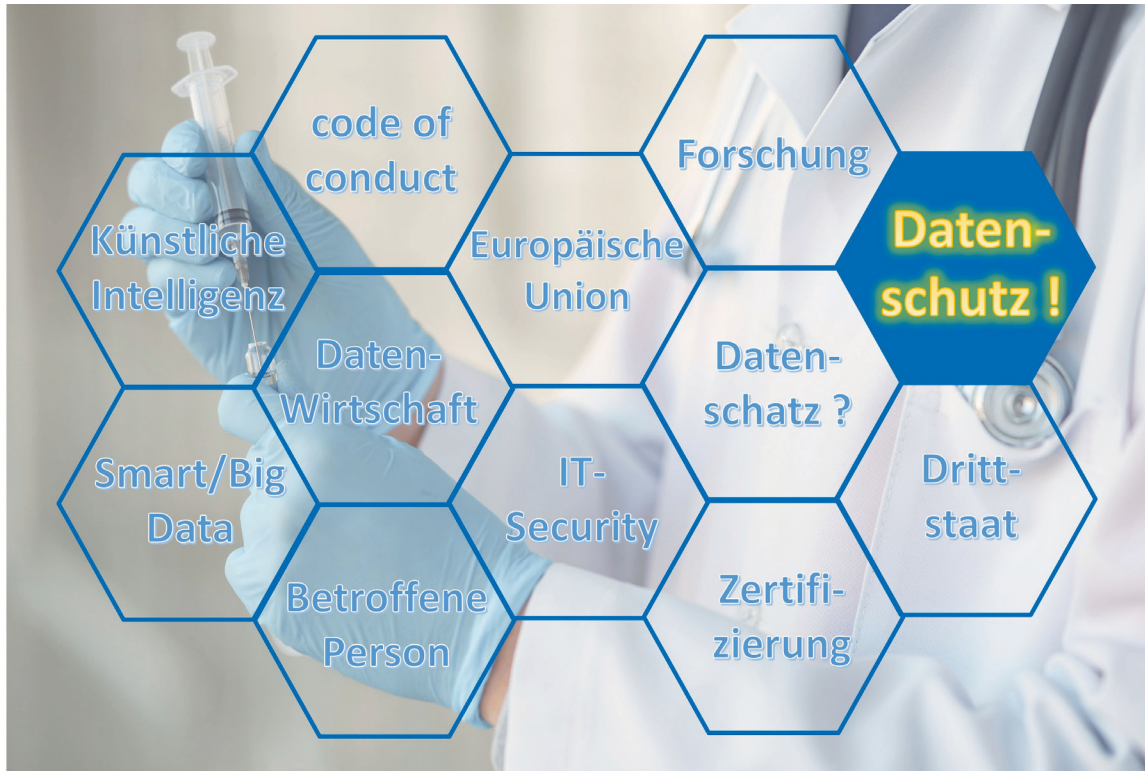 code of
conduct
Forschung
Künstliche
Intelligenz
Europäische
Union
Daten-
schutz !
Daten-
Wirtschaft
Daten-
schatz ?
Smart/Big
Data
IT-
Security
Dritt-
staat
Betroffene
Person
Zertifi-
zierung